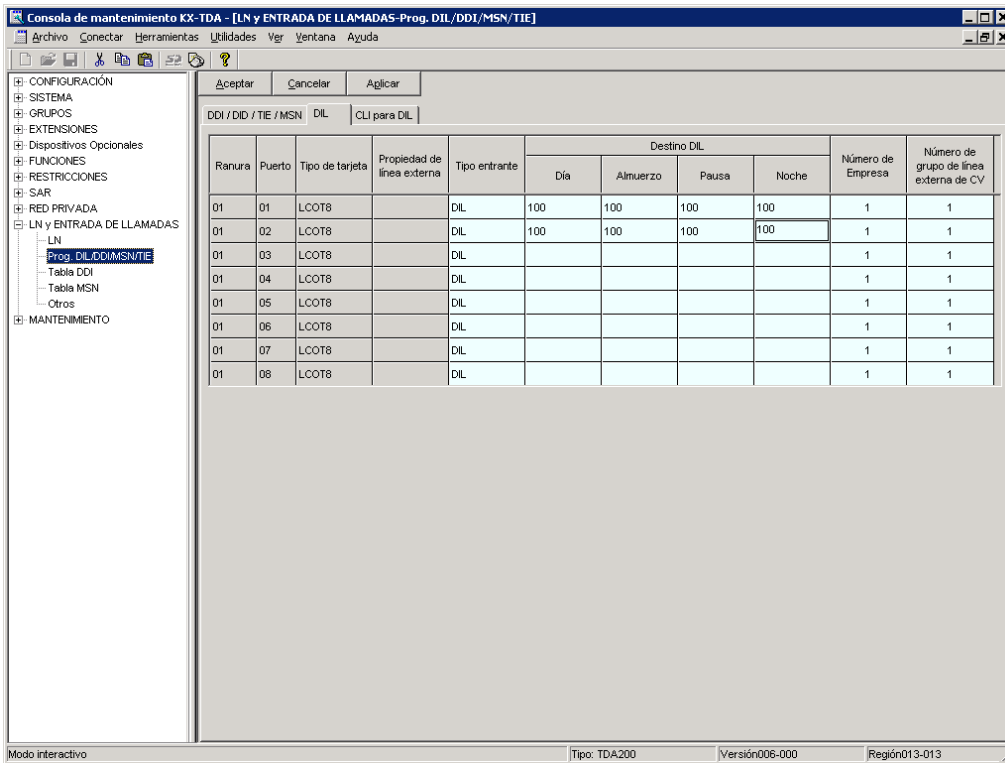 Consola de mantenimiento KX-TDA - [LN y ENTRADA DE LLAMADAS-Prog. DIL/DDI/MSN/TIE]
Archivo Conectar Herramientas Utilidades Ver Ventana Ayuda
CONFIGURACIÓN
SISTEMA
GRUPOS
EXTENSIONES
Dispositivos Opcionales
FUNCIONES
RESTRICCIONES
SAR
RED PRIVADA
LN y ENTRADA DE LLAMADAS
LN
Prog. DIL/DDI/MSN/TIE
Tabla DDI
Tabla MSN
Otros
MANTENIMIENTO
Aceptar Cancelar Aplicar
DDI / DID / TIE / MSN DIL CLI para DIL
Ranura Puerto Tipo de tarjeta Propiedad de línea externa Tipo entrante Destino DIL Número de Empresa Número de grupo de línea externa de CV
Día Almuerzo Pausa Noche
01 01 LCOT8 DIL 100 100 100 100 1 1
01 02 LCOT8 DIL 100 100 100 100 1 1
01 03 LCOT8 DIL 1 1
01 04 LCOT8 DIL 1 1
01 05 LCOT8 DIL 1 1
01 06 LCOT8 DIL 1 1
01 07 LCOT8 DIL 1 1
01 08 LCOT8 DIL 1 1
Modo interactivo Tipo: TDA200 Versión006-000 Región013-013